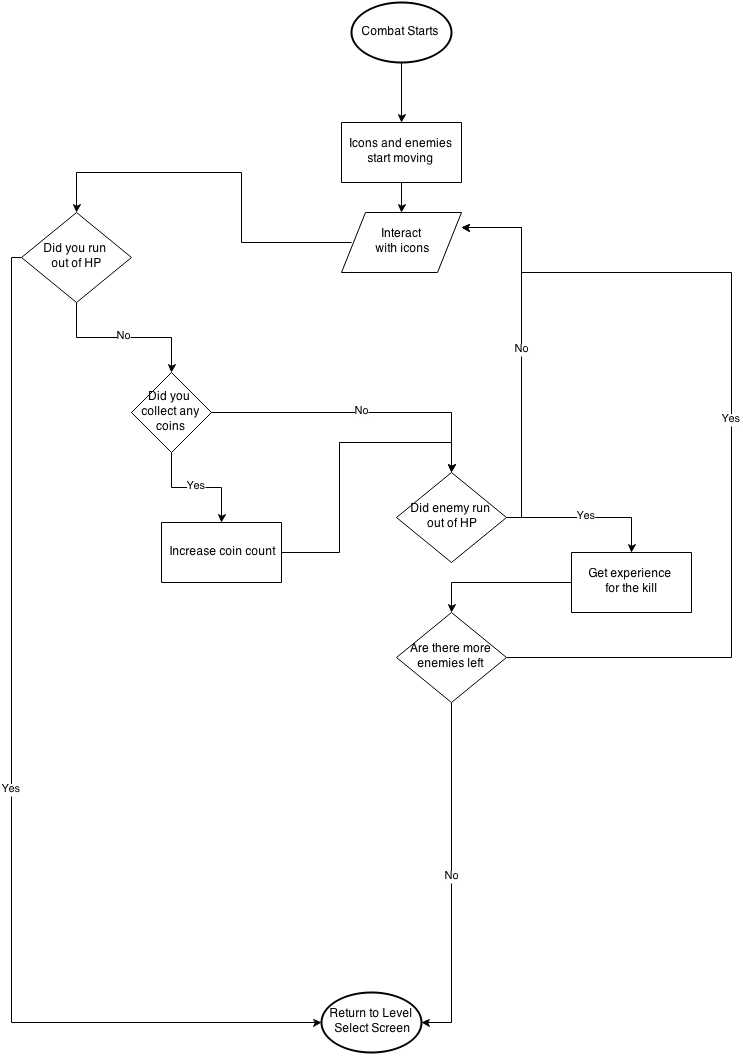 Combat Starts
Icons and enemies
start moving
Interact
with icons
Did you run
out of HP
No
No
Did you
collect any
coins
No
Yes
Yes
Did enemy run
out of HP
Yes
Increase coin count
Get experience
for the kill
Are there more
enemies left
Yes
No
Return to Level
Select Screen